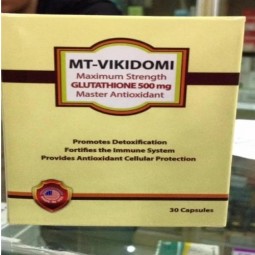 MT-VIKIDOMI
Maximum Strength
GLUTATHIONE 500 mg
Master Antioxidant
Promotes Detoxification
Fortifies the Immune System
Provides Antioxidant Cellular Protection
30 Capsules